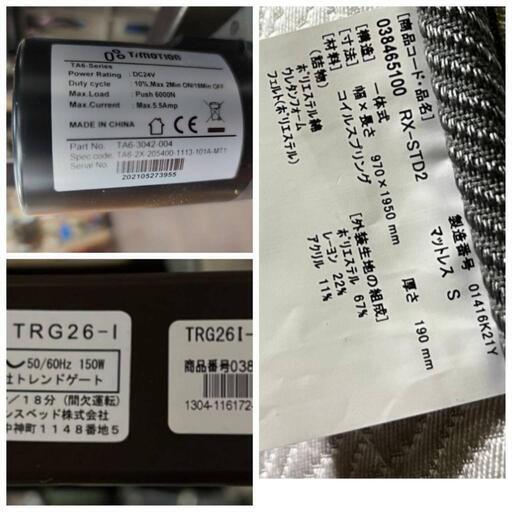 TiMOTION
TA6-Series
Power Rating : DC24V
Duty cycle : 10%, Max 2Min ON/18Min OFF
Max. Load : Push 6000N
Max. Current : Max. 5.5Amp
MADE IN CHINA
Part No. TA6-3042-004
Spec.code TA6-2X-205400-1113-101A-MT1
Serial No.
202105273955
TRG26-I
50/60Hz 150W
社トレンドゲート
／18分 (間欠運転)
ンスベッド株式会社
中神町1148番地5
TRG26I-
商品番号038
1304-116172-
[商品コード・品名]
038465100 RX-STD2
製造番号 01416K21Y
マットレス S
[構造] 一体式
[寸法] 幅×長さ 970×1950 mm 厚さ 190 mm
[材料] コイルスプリング
(詰物)
ポリエステル綿
ウレタンフォーム
フェルト(ポリエステル)
[外装生地の組成]
ポリエステル 67%
レーヨン 22%
アクリル 11%